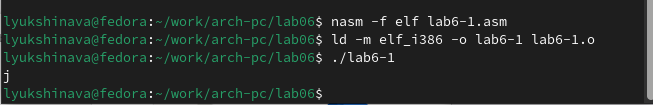 lyukshinava@fedora:~/work/arch-pc/lab06$ nasm -f elf lab6-1.asm
lyukshinava@fedora:~/work/arch-pc/lab06$ ld -m elf_i386 -o lab6-1 lab6-1.o
lyukshinava@fedora:~/work/arch-pc/lab06$ ./lab6-1
j
lyukshinava@fedora:~/work/arch-pc/lab06$